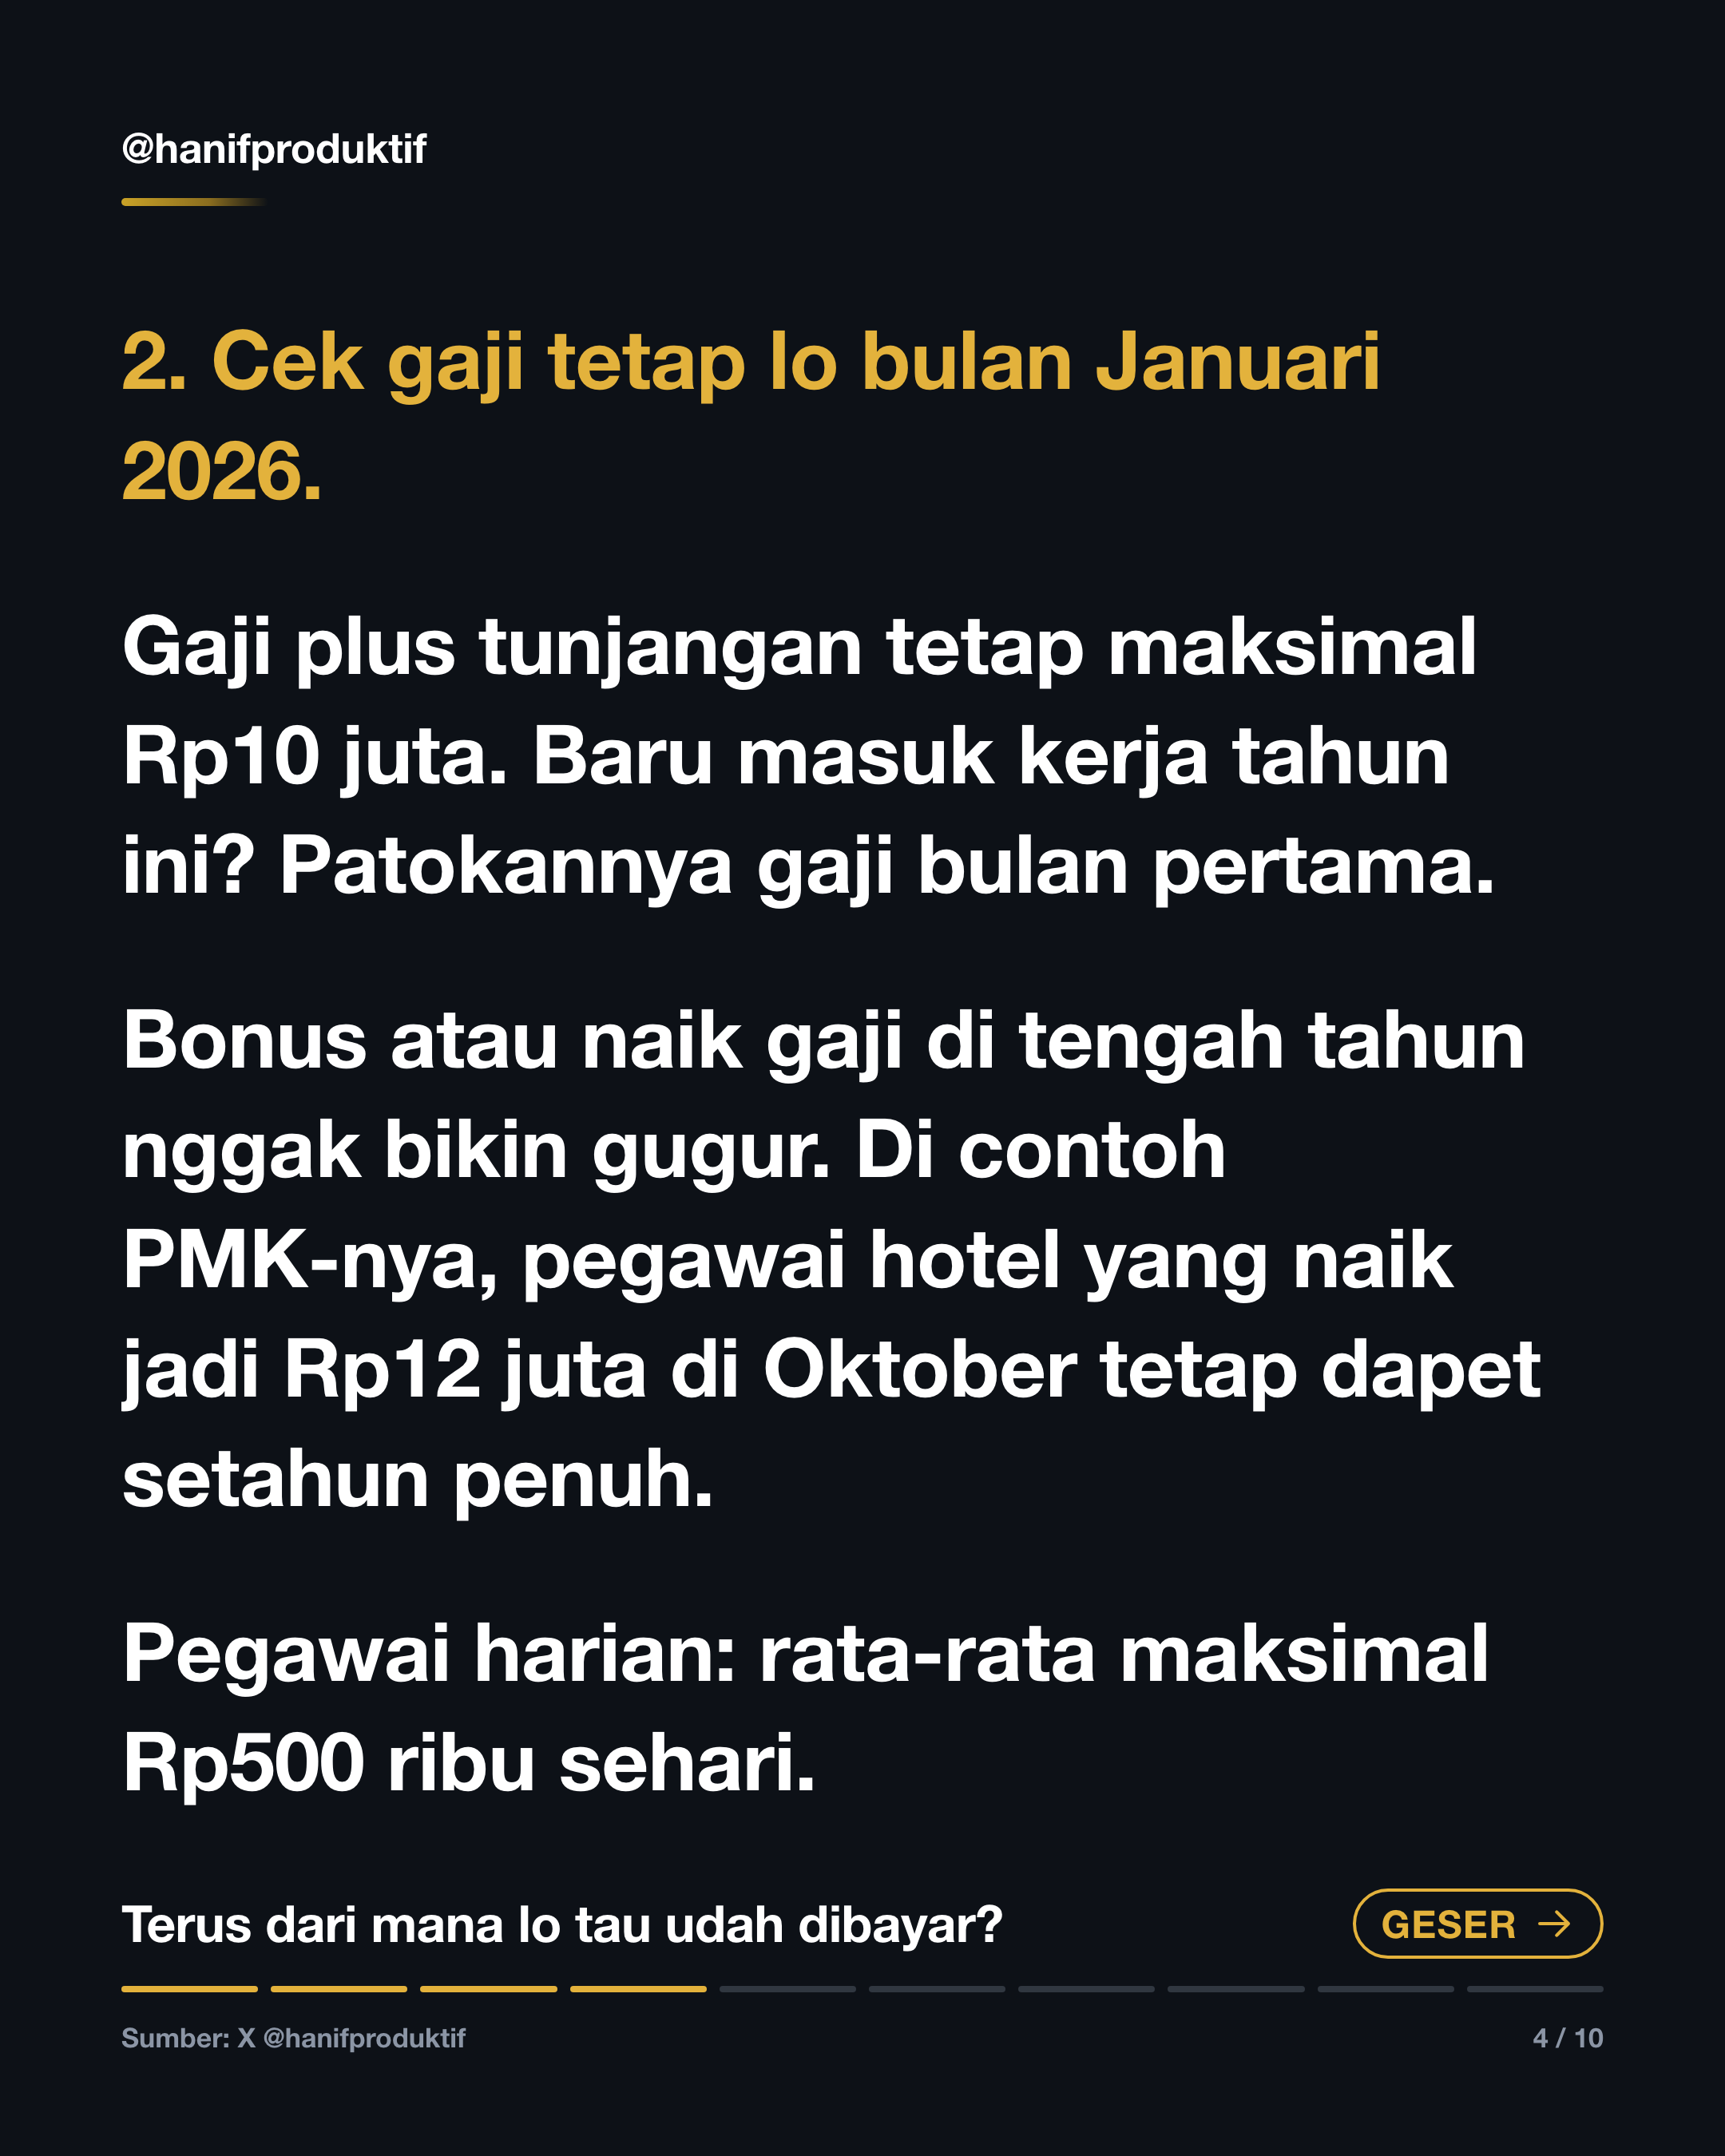 @hanifproduktif
2. Cek gaji tetap lo bulan Januari
2026.
Gaji plus tunjangan tetap maksimal
Rp10 juta. Baru masuk kerja tahun
ini? Patokannya gaji bulan pertama.
Bonus atau naik gaji di tengah tahun
nggak bikin gugur. Di contoh
PMK-nya, pegawai hotel yang naik
jadi Rp12 juta di Oktober tetap dapet
setahun penuh.
Pegawai harian: rata-rata maksimal
Rp500 ribu sehari.
Terus dari mana lo tau udah dibayar?
GESER →
Sumber: X @hanifproduktif
4 / 10